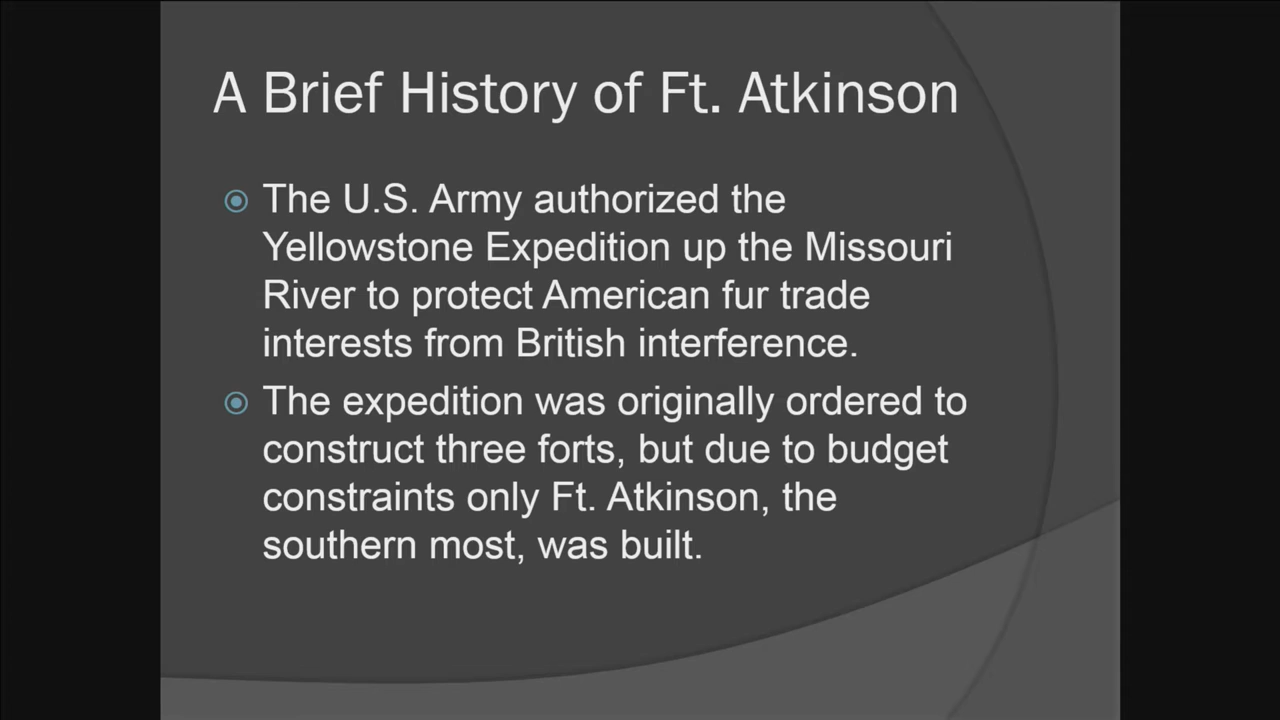 A Brief History of Ft. Atkinson
The U.S. Army authorized the
Yellowstone Expedition up the Missouri
River to protect American fur trade
interests from British interference.
The expedition was originally ordered to
construct three forts, but due to budget
constraints only Ft. Atkinson, the
southern most, was built.